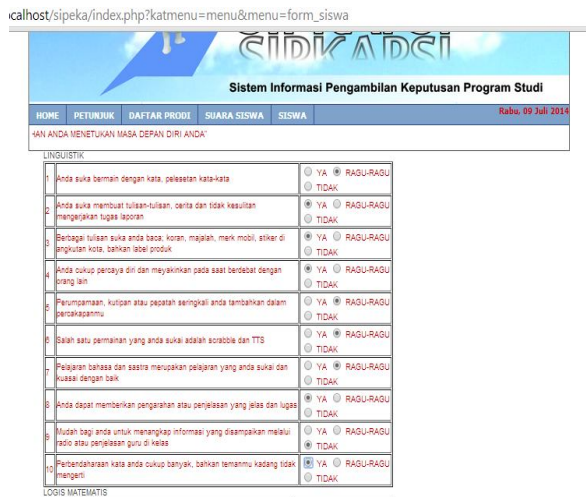 ocalhost/sipeka/index.php?katmenu=menu&menu=form_siswa
Sistem Informasi Pengambilan Keputusan Program Studi
HOME PETUNJUK DAFTAR PRODI SUARA SISWA SISWA Rabu, 09 Juli 2014
AN ANDA MENETUKAN MASA DEPAN DIRI ANDA"
LINGUISTIK
1 Anda suka bermain dengan kata, pelesetan kata-kata YA RAGU-RAGU
TIDAK
2 Anda suka membuat tulisan-tulisan, cerita dan tidak kesulitan YA RAGU-RAGU
mengerjakan tugas laporan TIDAK
3 Berbagai tulisan suka anda baca; koran, majalah, merk mobil, stiker di YA RAGU-RAGU
angkutan kota, bahkan label produk TIDAK
4 Anda cukup percaya diri dan meyakinkan pada saat berdebat dengan YA RAGU-RAGU
orang lain TIDAK
5 Perumpamaan, kutipan atau pepatah seringkali anda tambahkan dalam YA RAGU-RAGU
percakapanmu TIDAK
6 Salah satu permainan yang anda sukai adalah scrabble dan TTS YA RAGU-RAGU
TIDAK
7 Pelajaran bahasa dan sastra merupakan pelajaran yang anda sukai dan YA RAGU-RAGU
kuasai dengan baik TIDAK
8 Anda dapat memberikan pengarahan atau penjelasan yang jelas dan lugas YA RAGU-RAGU
TIDAK
9 Mudah bagi anda untuk menangkap informasi yang disampaikan melalui YA RAGU-RAGU
radio atau penjelasan guru di kelas TIDAK
10 Perbendaharaan kata anda cukup banyak, bahkan temanmu kadang tidak YA RAGU-RAGU
mengerti TIDAK
LOGIS MATEMATIS